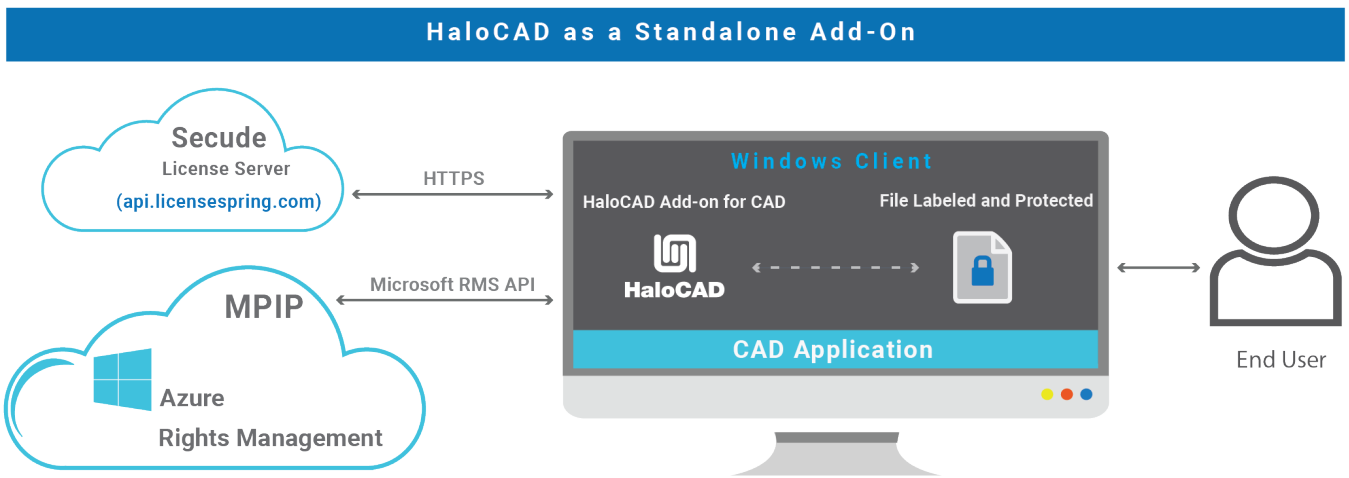 HaloCAD as a Standalone Add-On
Secude
License Server
(api.licensespring.com)
HTTPS
Microsoft RMS API
MPIP
Azure
Rights Management
Windows Client
HaloCAD Add-on for CAD
File Labeled and Protected
HaloCAD
CAD Application
End User